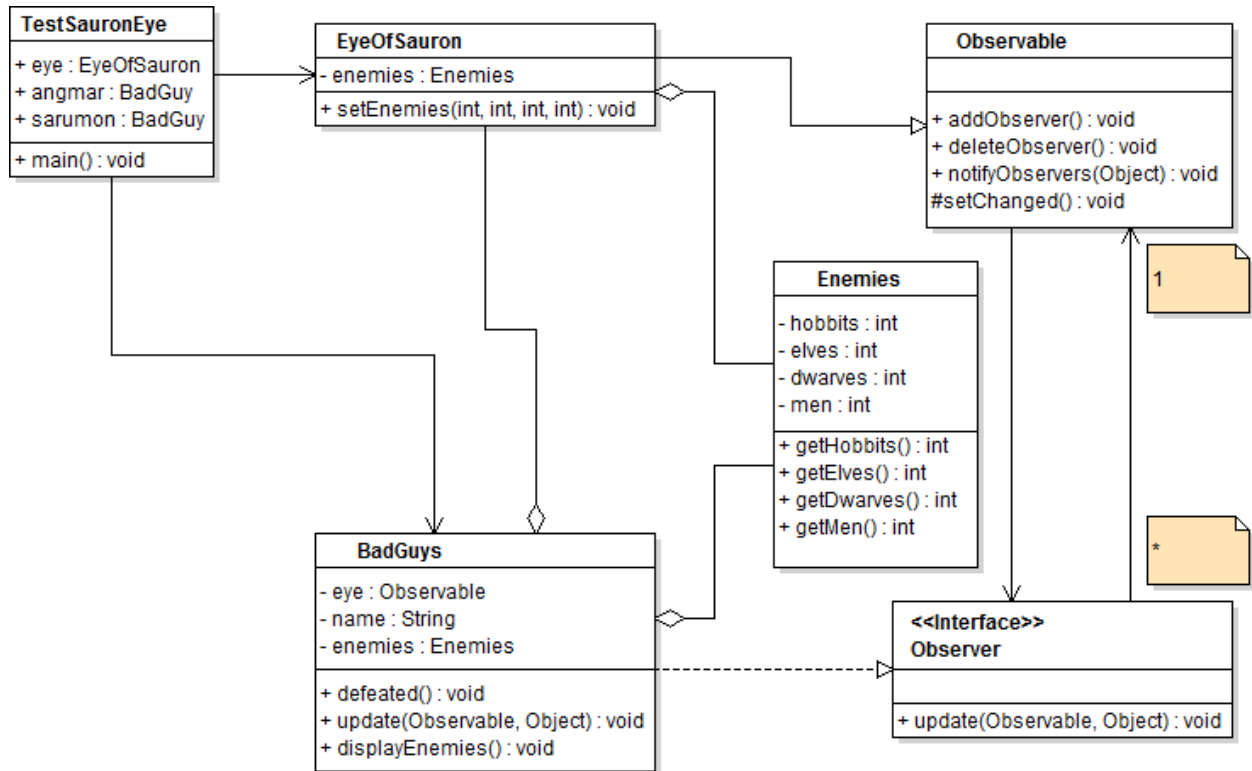 TestSauronEye
+ eye : EyeOfSauron
+ angmar : BadGuy
+ sarumon : BadGuy
+ main() : void
EyeOfSauron
- enemies : Enemies
+ setEnemies(int, int, int, int) : void
Observable
+ addObserver() : void
+ deleteObserver() : void
+ notifyObservers(Object) : void
#setChanged() : void
1
Enemies
- hobbits : int
- elves : int
- dwarves : int
- men : int
+ getHobbits() : int
+ getElves() : int
+ getDwarves() : int
+ getMen() : int
*
BadGuys
- eye : Observable
- name : String
- enemies : Enemies
+ defeated() : void
+ update(Observable, Object) : void
+ displayEnemies() : void
<<Interface>>
Observer
+ update(Observable, Object) : void